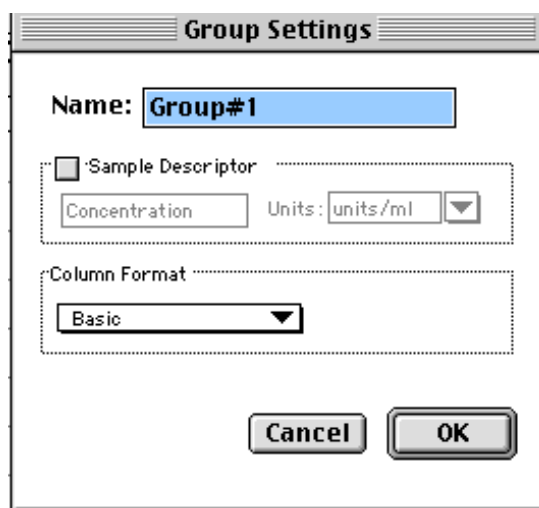 Group Settings
Name: Group#1
Sample Descriptor
Concentration Units: units/ml
Column Format
Basic
Cancel OK